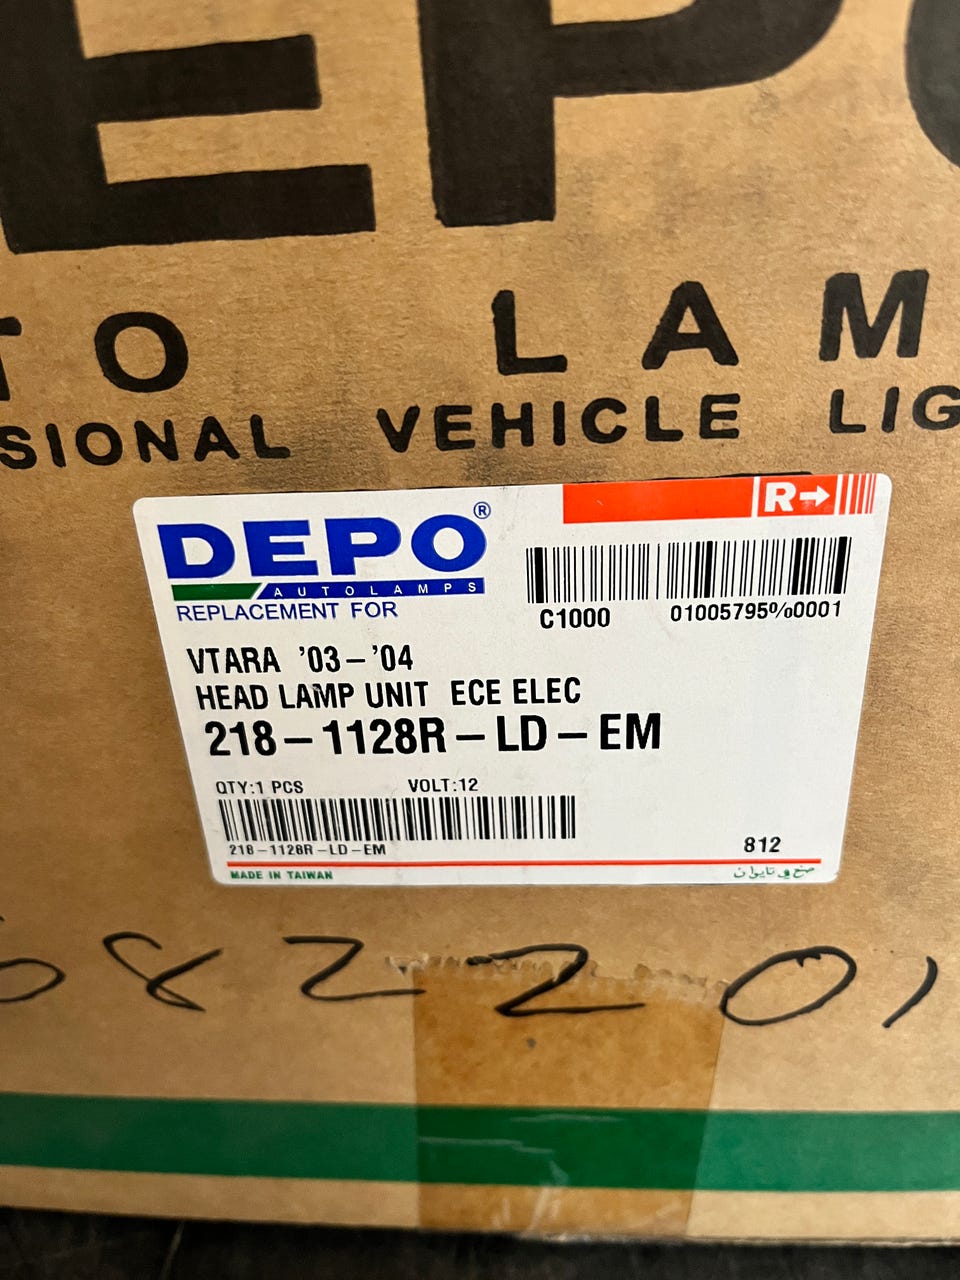 EPO
TO LAM
SIONAL VEHICLE LIG
DEPO®
AUTOLAMPS
REPLACEMENT FOR
R→
C1000 01005795%0001
VTARA '03-'04
HEAD LAMP UNIT ECE ELEC
218-1128R-LD-EM
QTY:1 PCS VOLT:12
218-1128R-LD-EM
812
MADE IN TAIWAN صنع في تايوان
82201